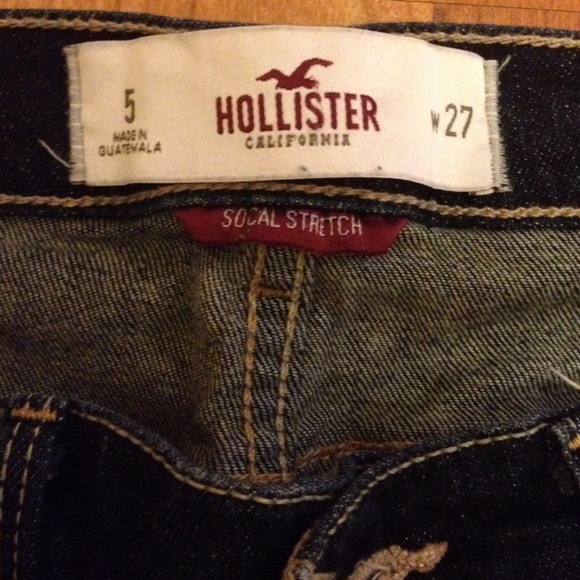 5
MADE IN
GUATEMALA
HOLLISTER
CALIFORNIA
W 27
SOCAL STRETCH